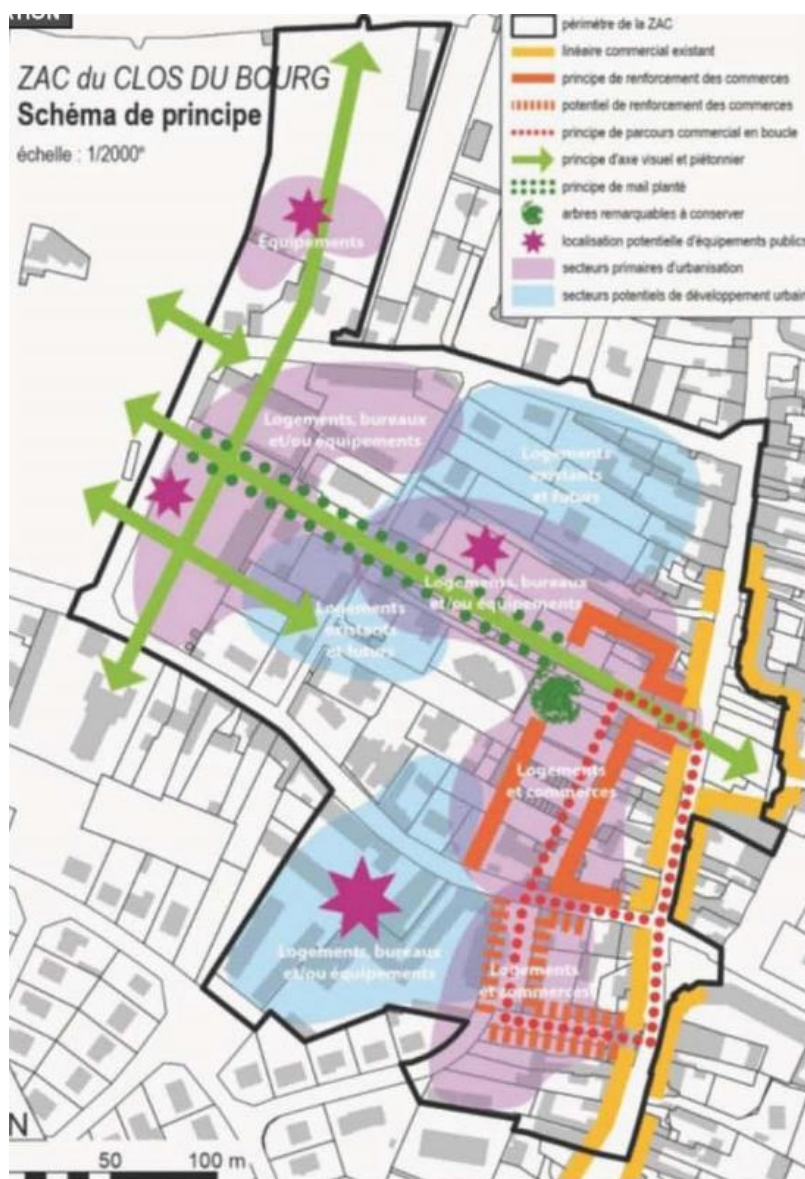 ATION
ZAC du CLOS DU BOURG
Schéma de principe
échelle : 1/2000°
périmètre de la ZAC
linéaire commercial existant
principe de renforcement des commerces
potentiel de renforcement des commerces
principe de parcours commercial en boucle
principe d'axe visuel et piétonnier
principe de mail planté
arbres remarquables à conserver
localisation potentielle d'équipements publics
secteurs primaires d'urbanisation
secteurs potentiels de développement urbain
Équipements
Logements, bureaux
et/ou équipements
Logements
existants
et futurs
Logements, bureaux
et/ou équipements
Logements
existants
et futurs
Logements
et commerces
Logements, bureaux
et/ou équipements
Logements
et commerces
N
50
100 m